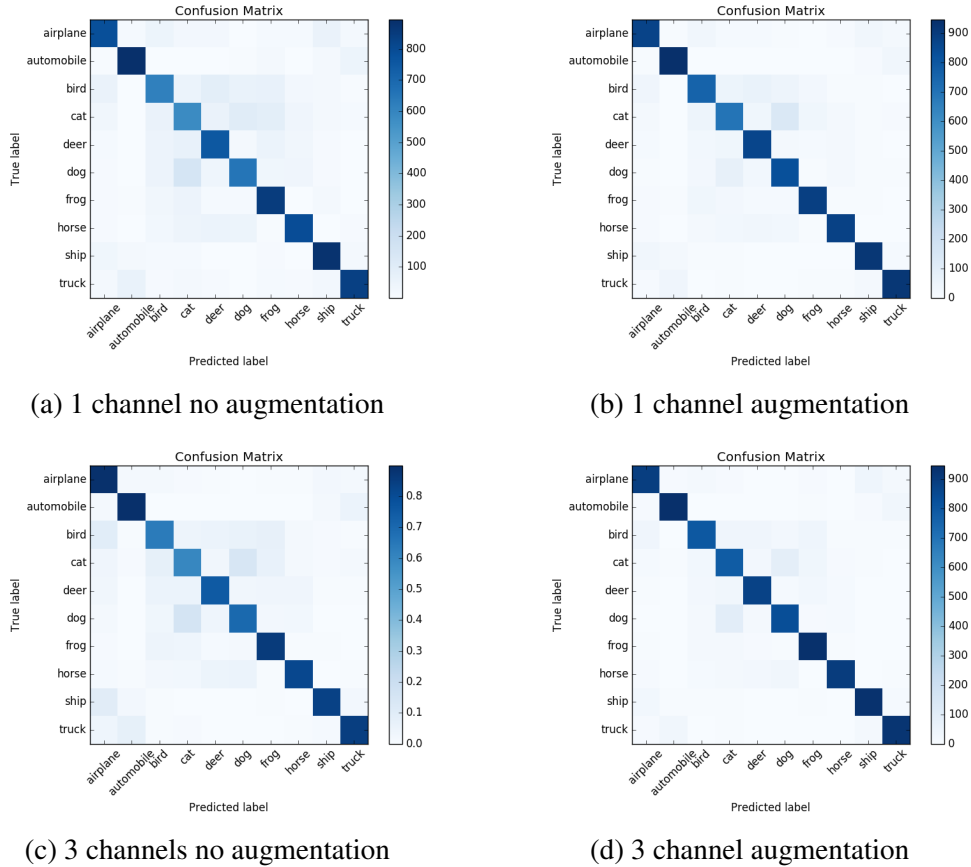 Confusion Matrix
airplane
automobile
bird
cat
deer
dog
frog
horse
ship
truck
True label
airplane automobile bird cat deer dog frog horse ship truck
Predicted label
800
700
600
500
400
300
200
100
(a) 1 channel no augmentation
Confusion Matrix
airplane
automobile
bird
cat
deer
dog
frog
horse
ship
truck
True label
airplane automobile bird cat deer dog frog horse ship truck
Predicted label
900
800
700
600
500
400
300
200
100
0
(b) 1 channel augmentation
Confusion Matrix
airplane
automobile
bird
cat
deer
dog
frog
horse
ship
truck
True label
airplane automobile bird cat deer dog frog horse ship truck
Predicted label
0.8
0.7
0.6
0.5
0.4
0.3
0.2
0.1
0.0
(c) 3 channels no augmentation
Confusion Matrix
airplane
automobile
bird
cat
deer
dog
frog
horse
ship
truck
True label
airplane automobile bird cat deer dog frog horse ship truck
Predicted label
900
800
700
600
500
400
300
200
100
0
(d) 3 channel augmentation